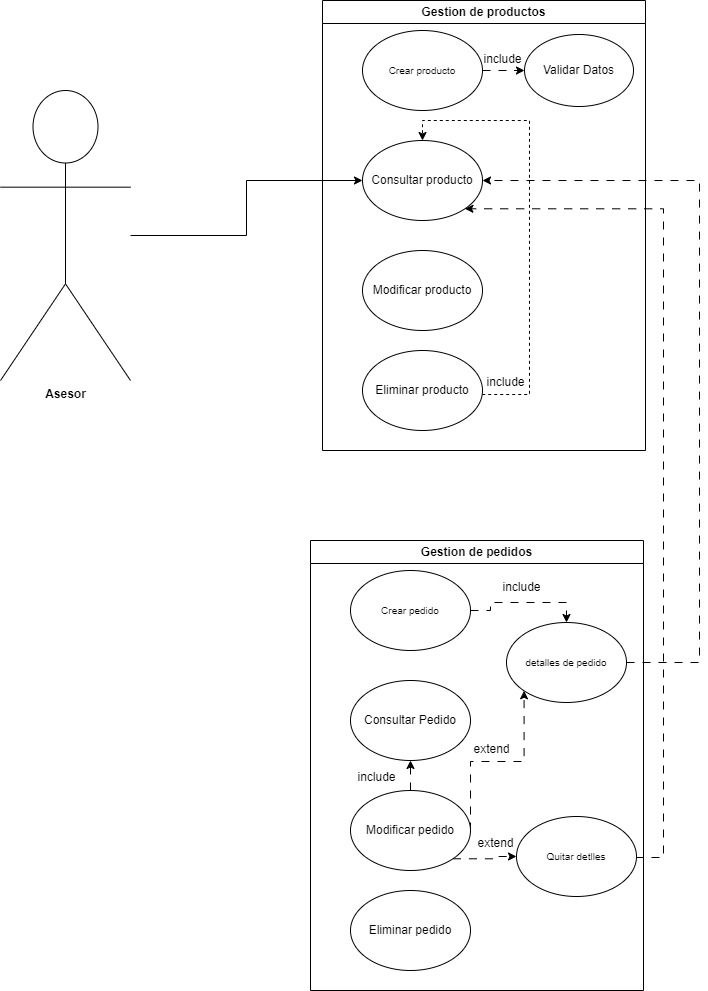 Gestion de productos
Crear producto
include
Validar Datos
Consultar producto
Modificar producto
Eliminar producto
include
Asesor
Gestion de pedidos
Crear pedido
include
detalles de pedido
Consultar Pedido
extend
include
Modificar pedido
extend
Quitar detlles
Eliminar pedido